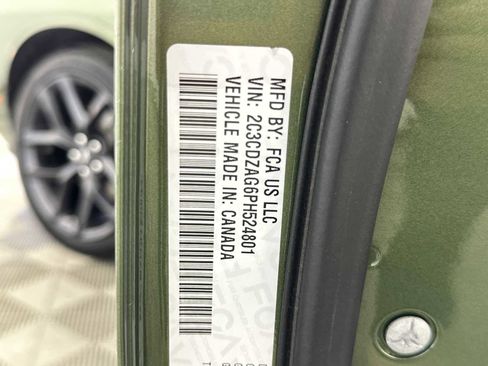 MFD BY: FCA US LLC
VIN: 2C3CDZAG6PH524801
VEHICLE MADE IN: CANADA